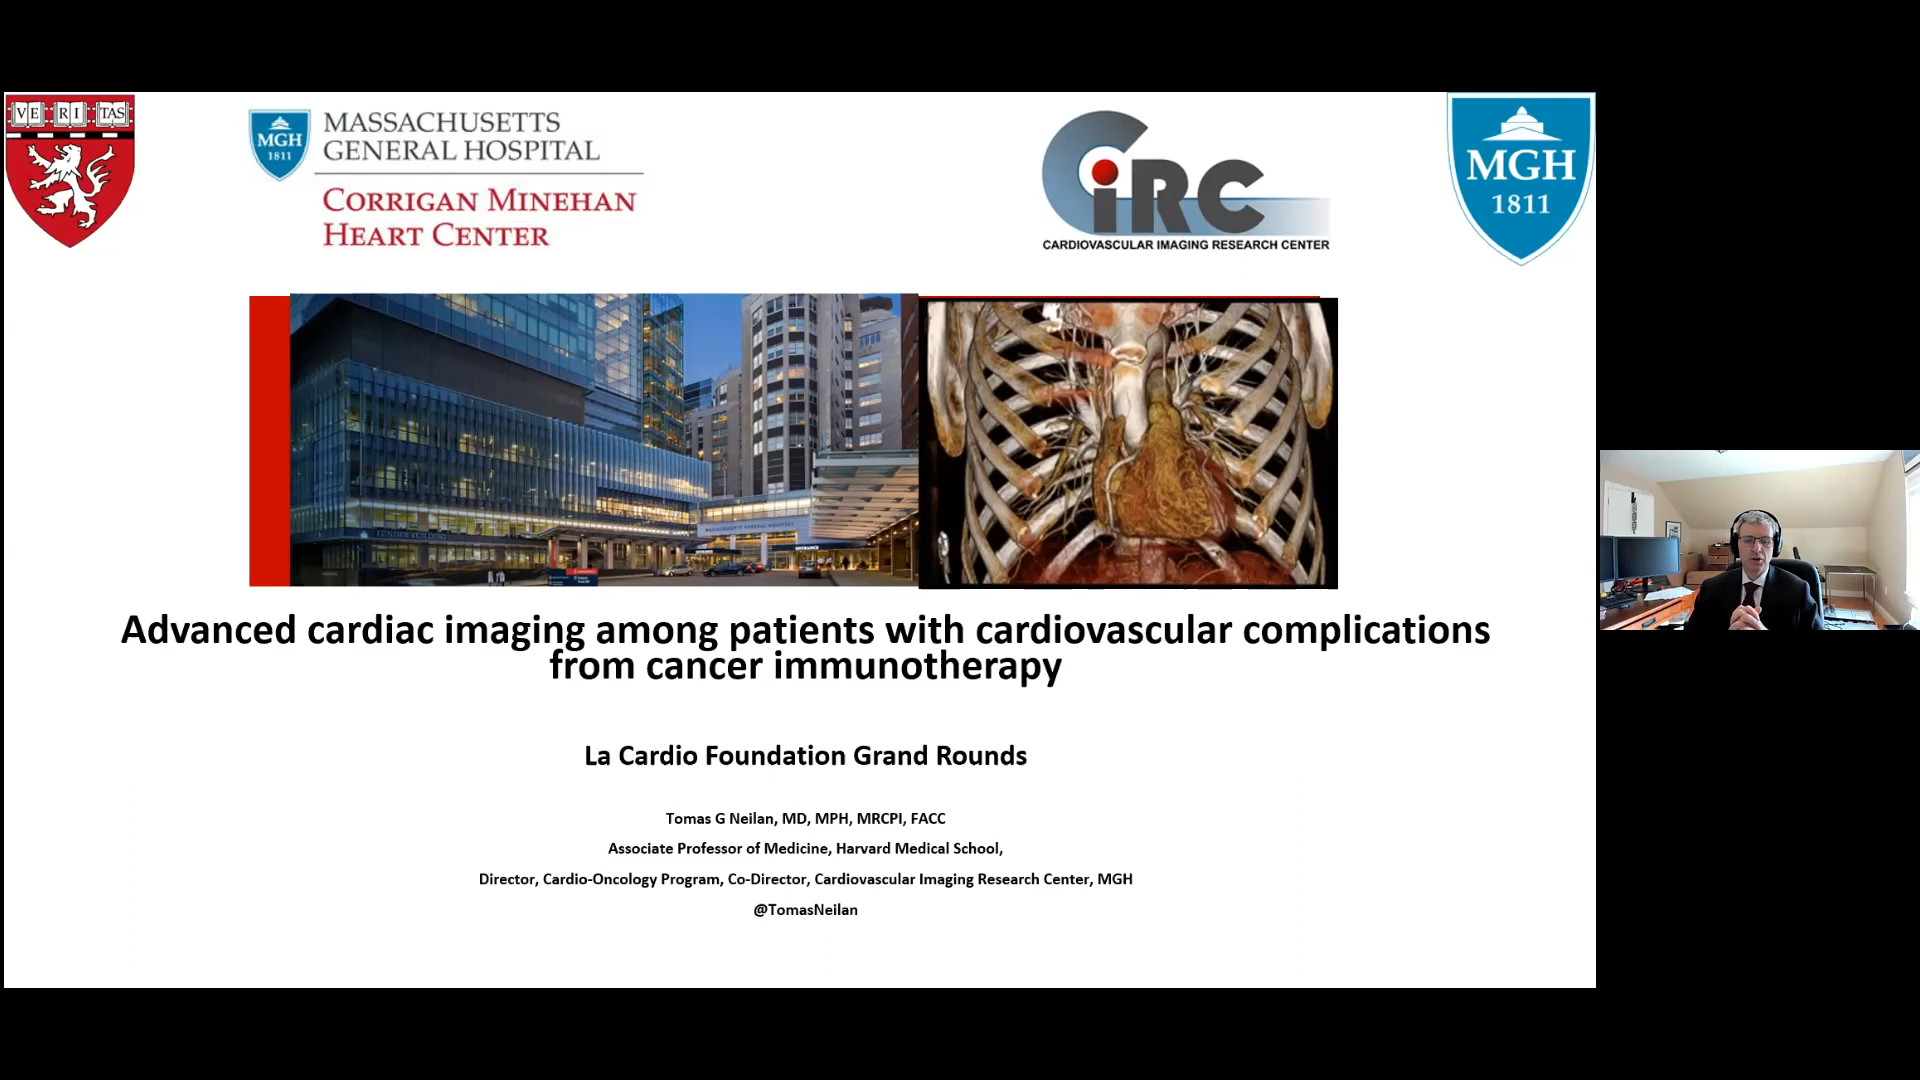 VE RI TAS
MGH
1811
MASSACHUSETTS
GENERAL HOSPITAL
CORRIGAN MINEHAN
HEART CENTER
CiRC
CARDIOVASCULAR IMAGING RESEARCH CENTER
MGH
1811
Advanced cardiac imaging among patients with cardiovascular complications
from cancer immunotherapy
La Cardio Foundation Grand Rounds
Tomas G Neilan, MD, MPH, MRCPI, FACC
Associate Professor of Medicine, Harvard Medical School,
Director, Cardio-Oncology Program, Co-Director, Cardiovascular Imaging Research Center, MGH
@TomasNeilan